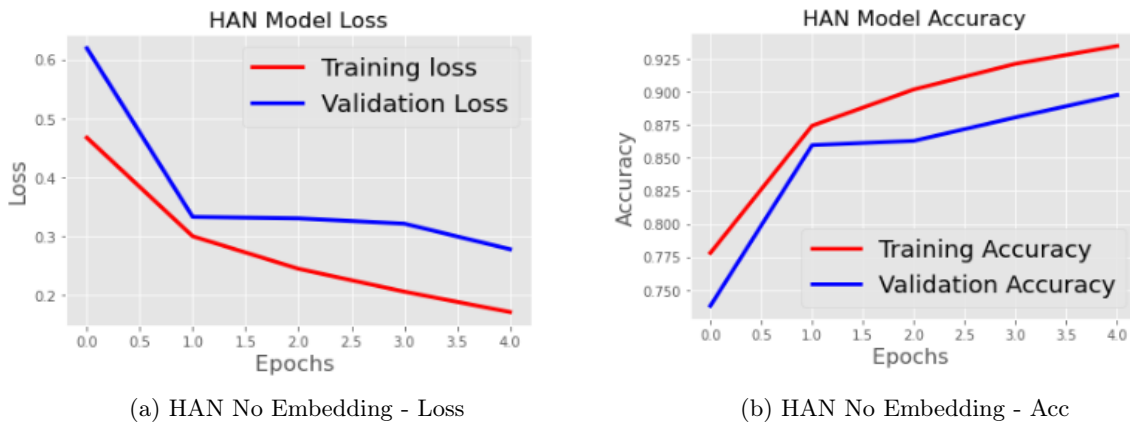 HAN Model Loss
0.6
0.5
0.4
0.3
0.2
Loss
Training loss
Validation Loss
0.0 0.5 1.0 1.5 2.0 2.5 3.0 3.5 4.0
Epochs
(a) HAN No Embedding - Loss
HAN Model Accuracy
0.925
0.900
0.875
0.850
0.825
0.800
0.775
0.750
Accuracy
Training Accuracy
Validation Accuracy
0.0 0.5 1.0 1.5 2.0 2.5 3.0 3.5 4.0
Epochs
(b) HAN No Embedding - Acc